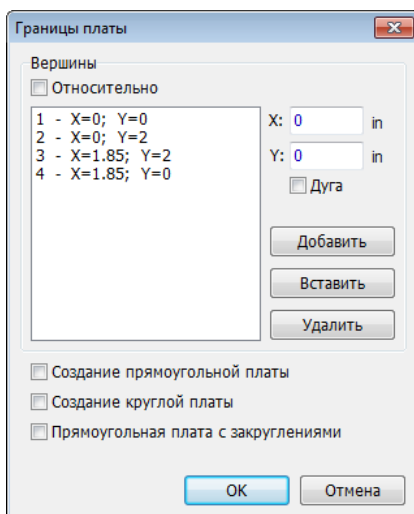 Границы платы
Вершины
Относительно
1 - X=0; Y=0
2 - X=0; Y=2
3 - X=1.85; Y=2
4 - X=1.85; Y=0
X: 0 in
Y: 0 in
Дуга
Добавить
Вставить
Удалить
Создание прямоугольной платы
Создание круглой платы
Прямоугольная плата с закруглениями
OK Отмена